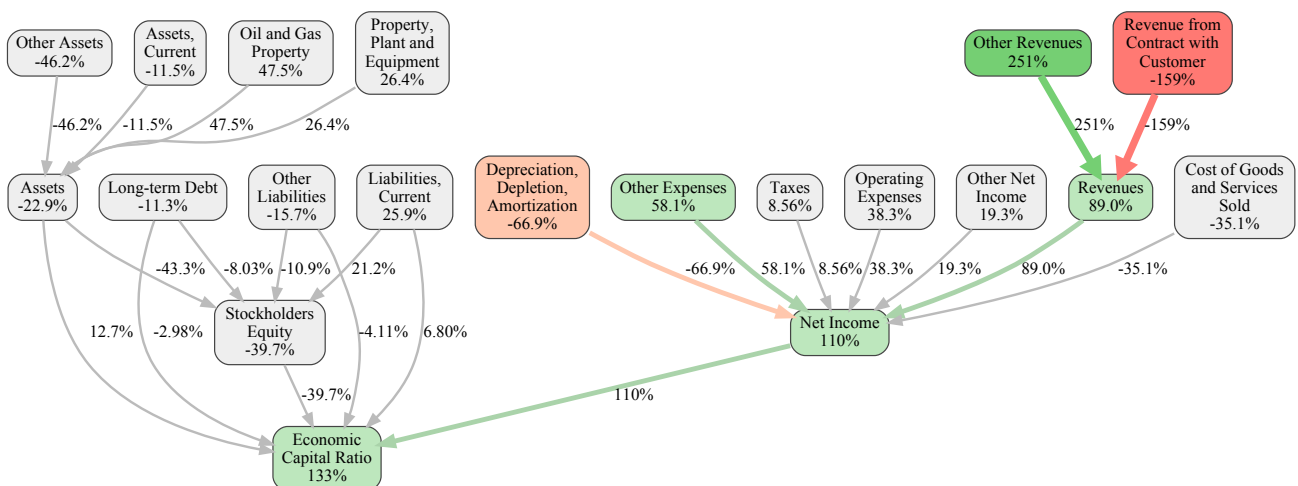 Other Assets
-46.2%
Assets,
Current
-11.5%
Oil and Gas
Property
47.5%
Property,
Plant and
Equipment
26.4%
Other Revenues
251%
Revenue from
Contract with
Customer
-159%
-46.2%
-11.5%
47.5%
26.4%
251%
-159%
Assets
-22.9%
Long-term Debt
-11.3%
Other
Liabilities
-15.7%
Liabilities,
Current
25.9%
Depreciation,
Depletion,
Amortization
-66.9%
Other Expenses
58.1%
Taxes
8.56%
Operating
Expenses
38.3%
Other Net
Income
19.3%
Revenues
89.0%
Cost of Goods
and Services
Sold
-35.1%
-43.3%
-8.03%
-10.9%
21.2%
-66.9%
58.1%
8.56%
38.3%
19.3%
89.0%
-35.1%
12.7%
-2.98%
Stockholders
Equity
-39.7%
-4.11%
6.80%
Net Income
110%
-39.7%
110%
Economic
Capital Ratio
133%